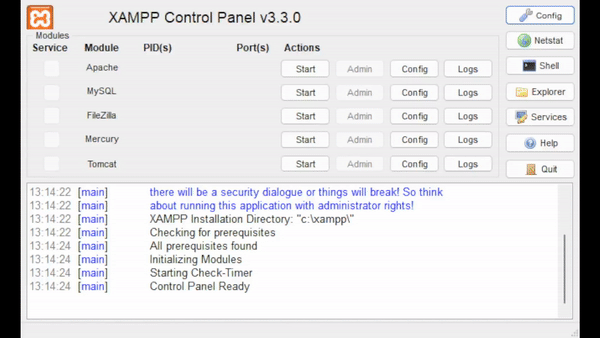 XAMPP Control Panel v3.3.0
Config
Modules
Service Module PID(s) Port(s) Actions
Netstat
Apache Start Admin Config Logs
Shell
MySQL Start Admin Config Logs
Explorer
FileZilla Start Admin Config Logs
Services
Mercury Start Admin Config Logs
Help
Tomcat Start Admin Config Logs
Quit
13:14:22 [main] there will be a security dialogue or things will break! So think
13:14:22 [main] about running this application with administrator rights!
13:14:22 [main] XAMPP Installation Directory: "c:\xampp\"
13:14:22 [main] Checking for prerequisites
13:14:24 [main] All prerequisites found
13:14:24 [main] Initializing Modules
13:14:24 [main] Starting Check-Timer
13:14:24 [main] Control Panel Ready